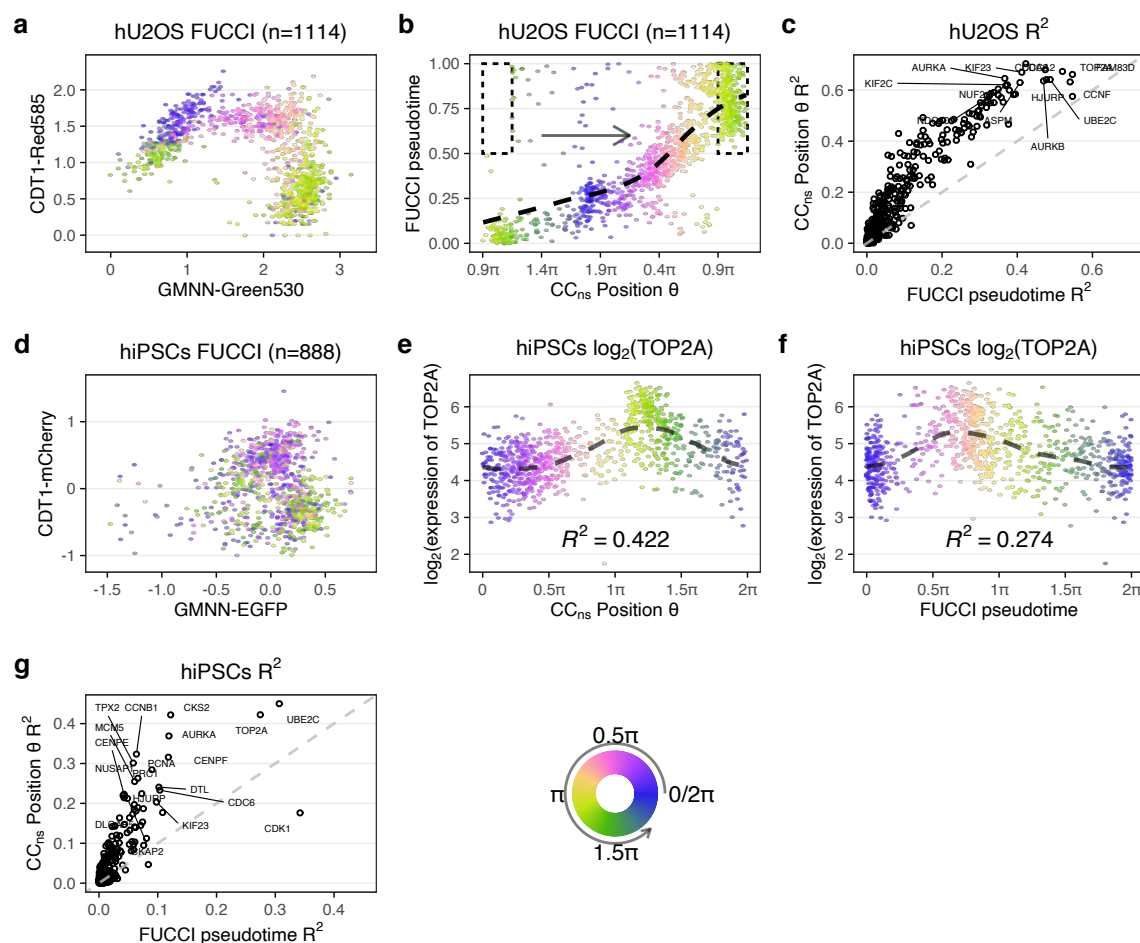 a
hU2OS FUCCI (n=1114)
CDT1-Red585
2.0
1.5
1.0
0.5
0.0
0
1
2
3
GMNN-Green530
b
hU2OS FUCCI (n=1114)
FUCCI pseudotime
1.00
0.75
0.50
0.25
0.00
0.9π
1.4π
1.9π
0.4π
0.9π
CCns Position θ
c
hU2OS R²
CCns Position θ R²
0.6
0.4
0.2
0.0
AURKA
KIF23
KIF2C
HJURP
CCNF
ASPM
UBE2C
AURKB
0.0
0.2
0.4
0.6
FUCCI pseudotime R²
d
hiPSCs FUCCI (n=888)
CDT1-mCherry
1
0
-1
-1.5
-1.0
-0.5
0.0
0.5
GMNN-EGFP
e
hiPSCs log₂(TOP2A)
log₂(expression of TOP2A)
6
5
4
3
2
R² = 0.422
0
0.5π
1π
1.5π
2π
CCns Position θ
f
hiPSCs log₂(TOP2A)
log₂(expression of TOP2A)
6
5
4
3
2
R² = 0.274
0
0.5π
1π
1.5π
2π
FUCCI pseudotime
g
hiPSCs R²
CCns Position θ R²
0.4
0.3
0.2
0.1
0.0
TPX2 CCNB1
CKS2
UBE2C
MCM5
AURKA
TOP2A
CENPE
PCNA
CENPF
PRC1
DTL
HJURP
CDC6
KIF23
CDK1
0.0
0.1
0.2
0.3
0.4
FUCCI pseudotime R²
0.5π
π
0/2π
1.5π